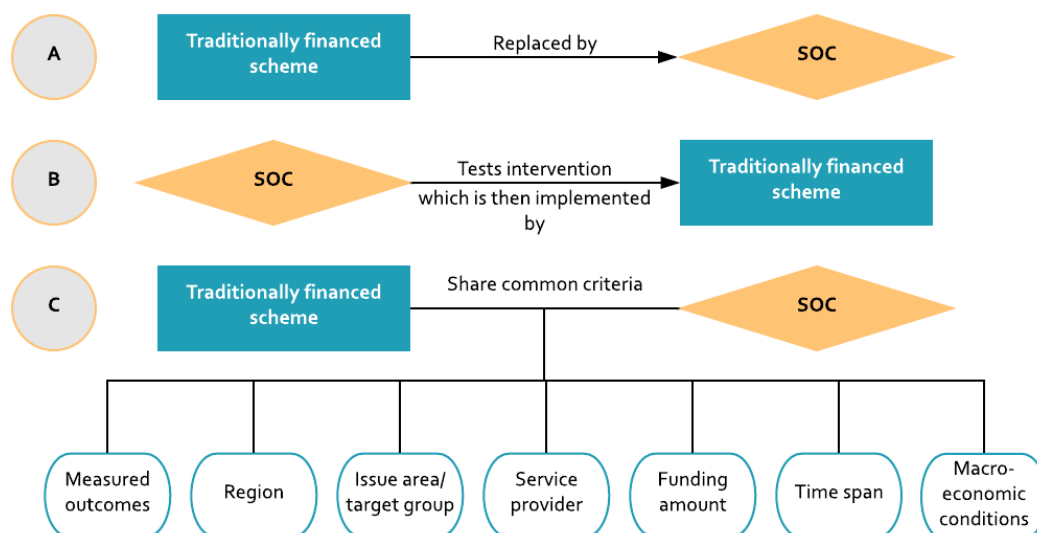 A
Traditionally financed
scheme
Replaced by
SOC
B
SOC
Tests intervention
which is then implemented
by
Traditionally financed
scheme
C
Traditionally financed
scheme
Share common criteria
SOC
Measured
outcomes
Region
Issue area/
target group
Service
provider
Funding
amount
Time span
Macro-
economic
conditions